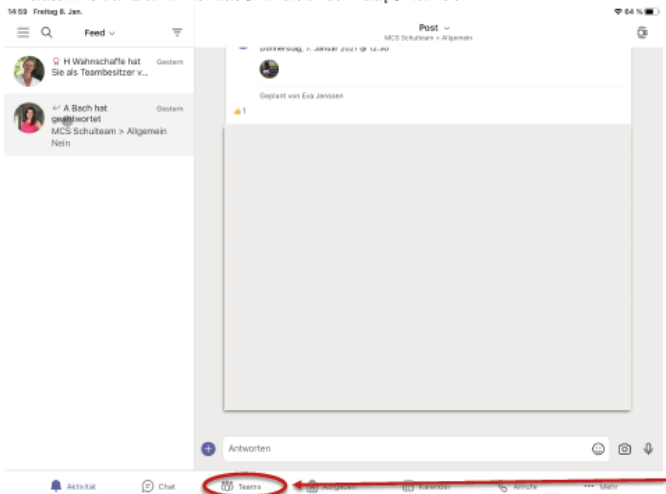 14:59 Freitag 8. Jan.
64 %
Feed
Post
MCS Schulteam > Allgemein
H Wahnschaffe hat
Gestern
Sie als Teambesitzer v...
A Bach hat
Gestern
geantwortet
MCS Schulteam > Allgemein
Nein
Donnerstag, 7. Januar 2021 @ 12:30
Geplant von Eva Janssen
1
Antworten
Aktivität
Chat
Teams
Aufgaben
Kalender
Anrufe
Mehr